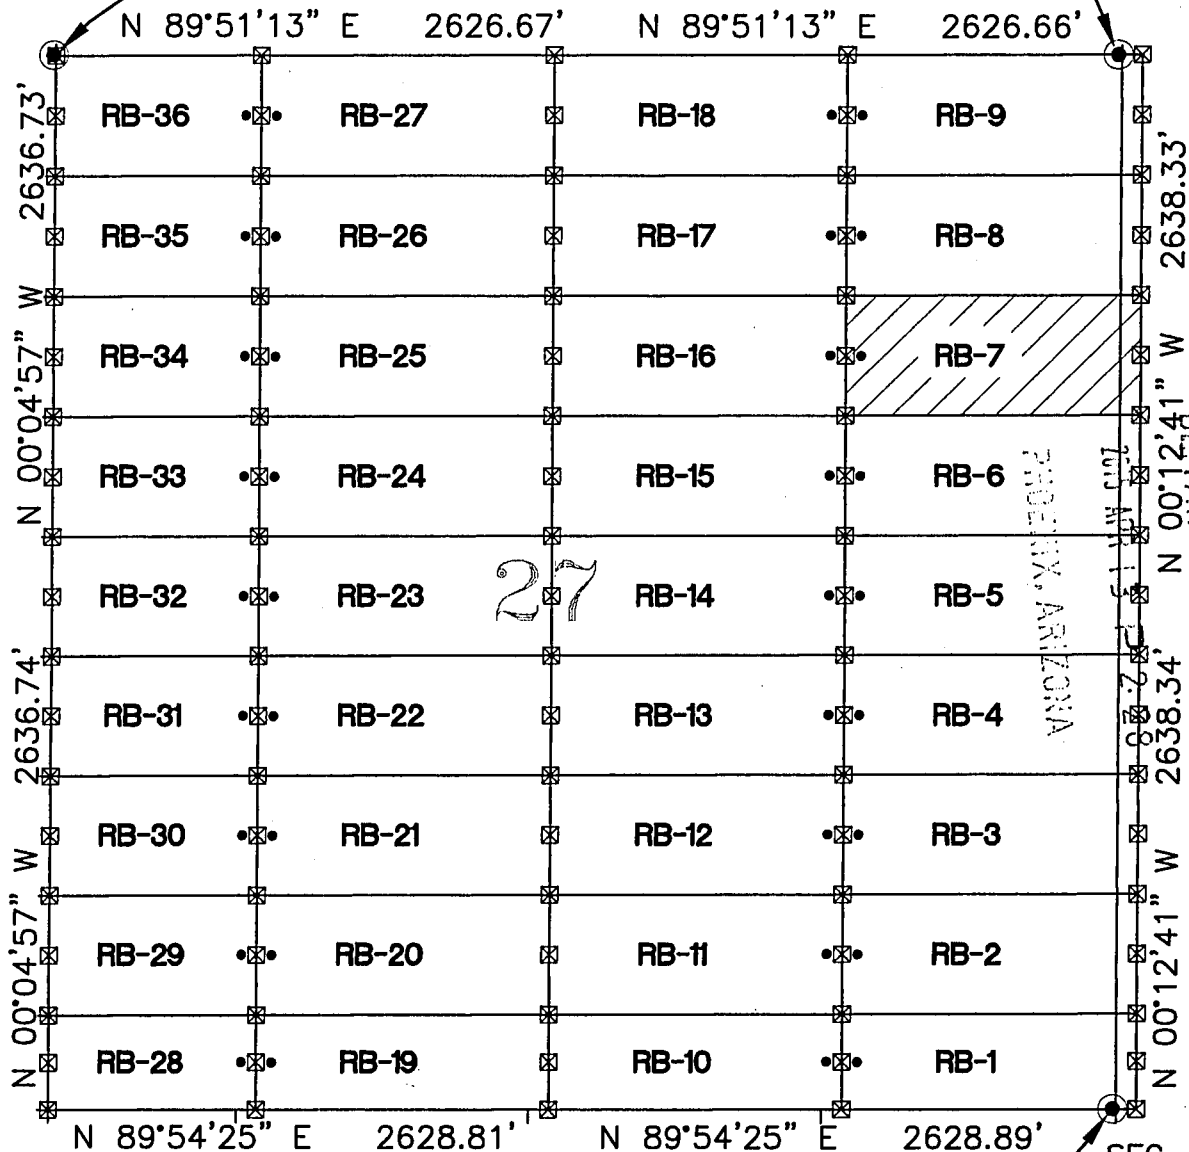 N 89°51'13" E 2626.67' N 89°51'13" E 2626.66'
RB-36 RB-27 RB-18 RB-9
RB-35 RB-26 RB-17 RB-8
RB-34 RB-25 RB-16 RB-7
RB-33 RB-24 RB-15 RB-6
RB-32 RB-23 27 RB-14 RB-5
RB-31 RB-22 RB-13 RB-4
RB-30 RB-21 RB-12 RB-3
RB-29 RB-20 RB-11 RB-2
RB-28 RB-19 RB-10 RB-1
N 89°54'25" E 2628.81' N 89°54'25" E 2628.89'
N 00°04'57" W 2636.73'
N 00°04'57" W 2636.74'
N 00°12'41" W 2638.33'
N 00°12'41" W 2638.34'
PHOENIX, ARIZONA
SEC